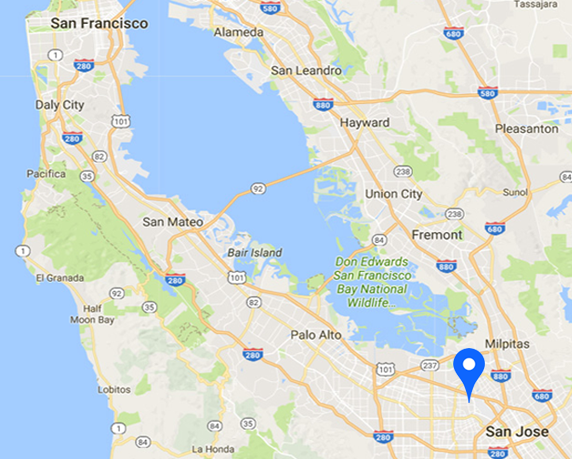 580
Tassajara
San Francisco
Alameda
680
1
280
San Leandro
580
Daly City
880
101
Hayward
Pleasanton
280
82
238
84
Pacifica
35
92
Union City
Sunol
San Mateo
238
680
84
Fremont
1
Bair Island
Don Edwards
San Francisco
Bay National
Wildlife...
880
El Granada
280
101
92
35
82
Half
Moon Bay
Palo Alto
Milpitas
280
237
101
880
Lobitos
680
1
84
35
280
San Jose
La Honda
280